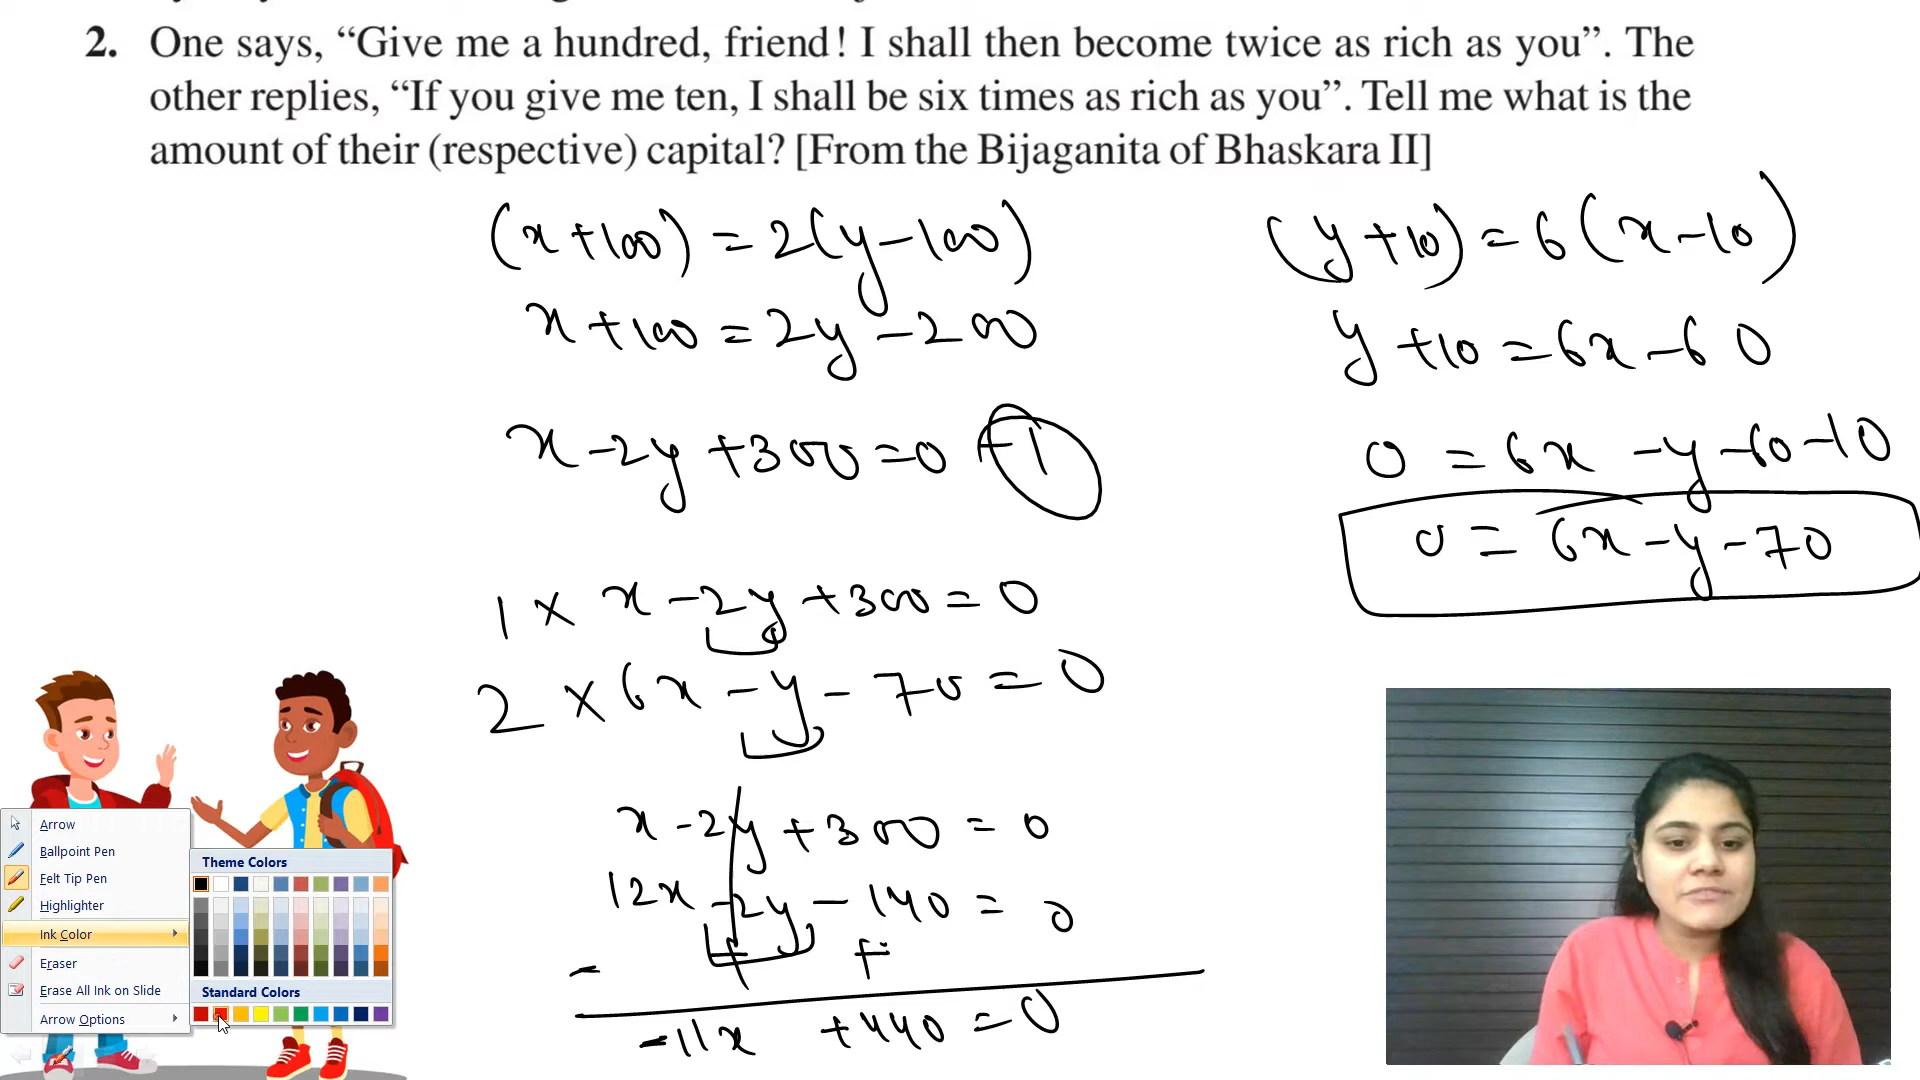 2. One says, “Give me a hundred, friend! I shall then become twice as rich as you”. The
other replies, “If you give me ten, I shall be six times as rich as you”. Tell me what is the
amount of their (respective) capital? [From the Bijaganita of Bhaskara II]
(x+100) = 2(y-100)
x+100 = 2y-200
x-2y+300=0 -1
(y+10) = 6(x-10)
y+10 = 6x-60
0 = 6x-y-60-10
0 = 6x-y-70
1 × x-2y+300=0
2 × 6x-y-70=0
x-2y+300=0
12x-2y-140=0
- + +
-11x +440=0
Arrow
Ballpoint Pen
Felt Tip Pen
Highlighter
Ink Color
Eraser
Erase All Ink on Slide
Arrow Options
Theme Colors
Standard Colors